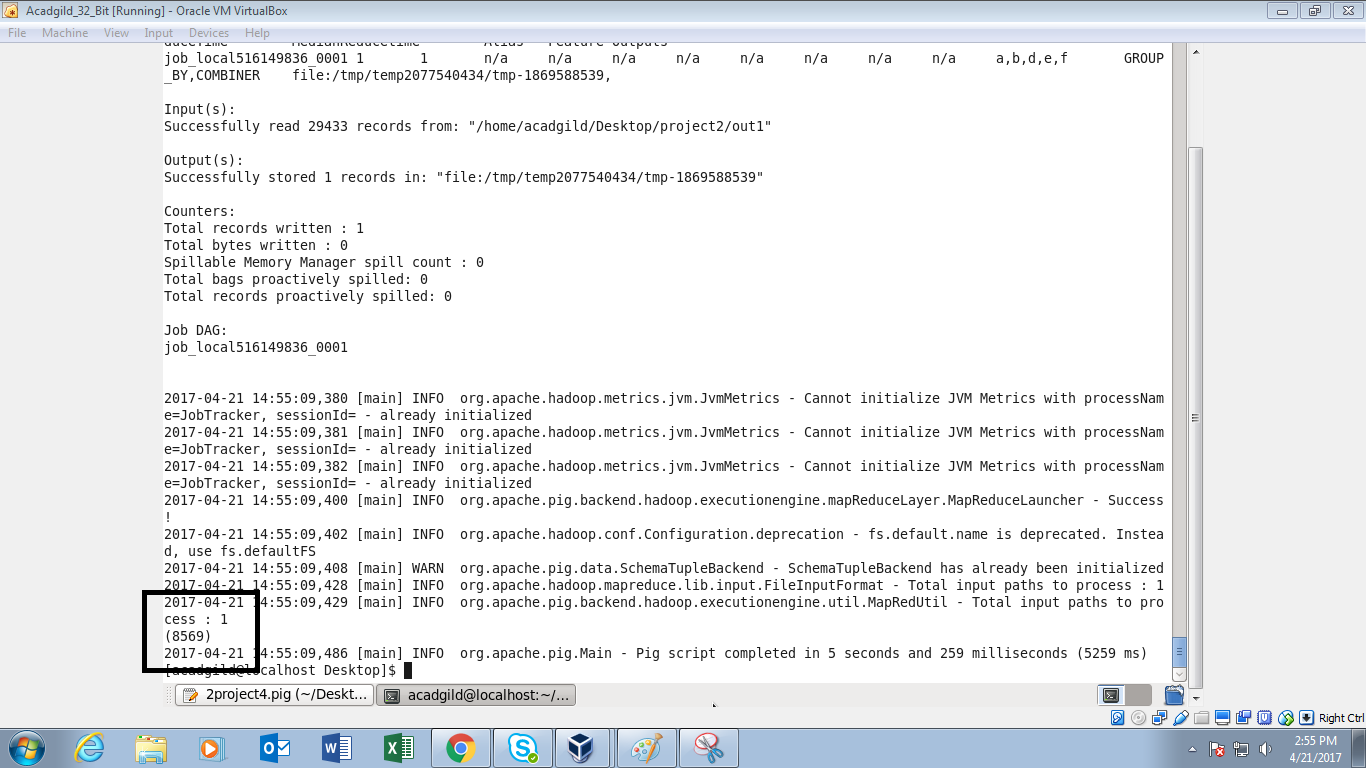 Acadgild_32_Bit [Running] - Oracle VM VirtualBox
File Machine View Input Devices Help
duceTime MedianReducetime Alias Feature Outputs
job_local516149836_0001 1 1 n/a n/a n/a n/a n/a n/a n/a n/a a,b,d,e,f GROUP
_BY,COMBINER file:/tmp/temp2077540434/tmp-1869588539,
Input(s):
Successfully read 29433 records from: "/home/acadgild/Desktop/project2/out1"
Output(s):
Successfully stored 1 records in: "file:/tmp/temp2077540434/tmp-1869588539"
Counters:
Total records written : 1
Total bytes written : 0
Spillable Memory Manager spill count : 0
Total bags proactively spilled: 0
Total records proactively spilled: 0
Job DAG:
job_local516149836_0001
2017-04-21 14:55:09,380 [main] INFO org.apache.hadoop.metrics.jvm.JvmMetrics - Cannot initialize JVM Metrics with processNam
e=JobTracker, sessionId= - already initialized
2017-04-21 14:55:09,381 [main] INFO org.apache.hadoop.metrics.jvm.JvmMetrics - Cannot initialize JVM Metrics with processNam
e=JobTracker, sessionId= - already initialized
2017-04-21 14:55:09,382 [main] INFO org.apache.hadoop.metrics.jvm.JvmMetrics - Cannot initialize JVM Metrics with processNam
e=JobTracker, sessionId= - already initialized
2017-04-21 14:55:09,400 [main] INFO org.apache.pig.backend.hadoop.executionengine.mapReduceLayer.MapReduceLauncher - Success
!
2017-04-21 14:55:09,402 [main] INFO org.apache.hadoop.conf.Configuration.deprecation - fs.default.name is deprecated. Instea
d, use fs.defaultFS
2017-04-21 14:55:09,408 [main] WARN org.apache.pig.data.SchemaTupleBackend - SchemaTupleBackend has already been initialized
2017-04-21 14:55:09,428 [main] INFO org.apache.hadoop.mapreduce.lib.input.FileInputFormat - Total input paths to process : 1
2017-04-21 14:55:09,429 [main] INFO org.apache.pig.backend.hadoop.executionengine.util.MapRedUtil - Total input paths to pro
cess : 1
(8569)
2017-04-21 14:55:09,486 [main] INFO org.apache.pig.Main - Pig script completed in 5 seconds and 259 milliseconds (5259 ms)
[acadgild@localhost Desktop]$
2project4.pig (~/Deskt... acadgild@localhost:~/...
Right Ctrl
2:55 PM
4/21/2017